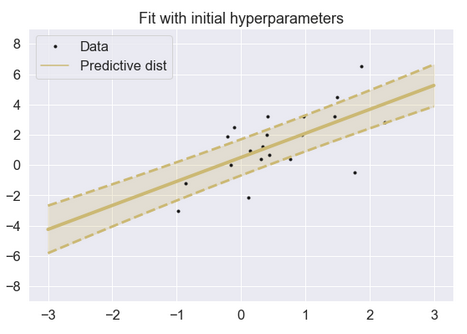 Fit with initial hyperparameters
Data
Predictive dist
8
6
4
2
0
−2
−4
−6
−8
−3 −2 −1 0 1 2 3